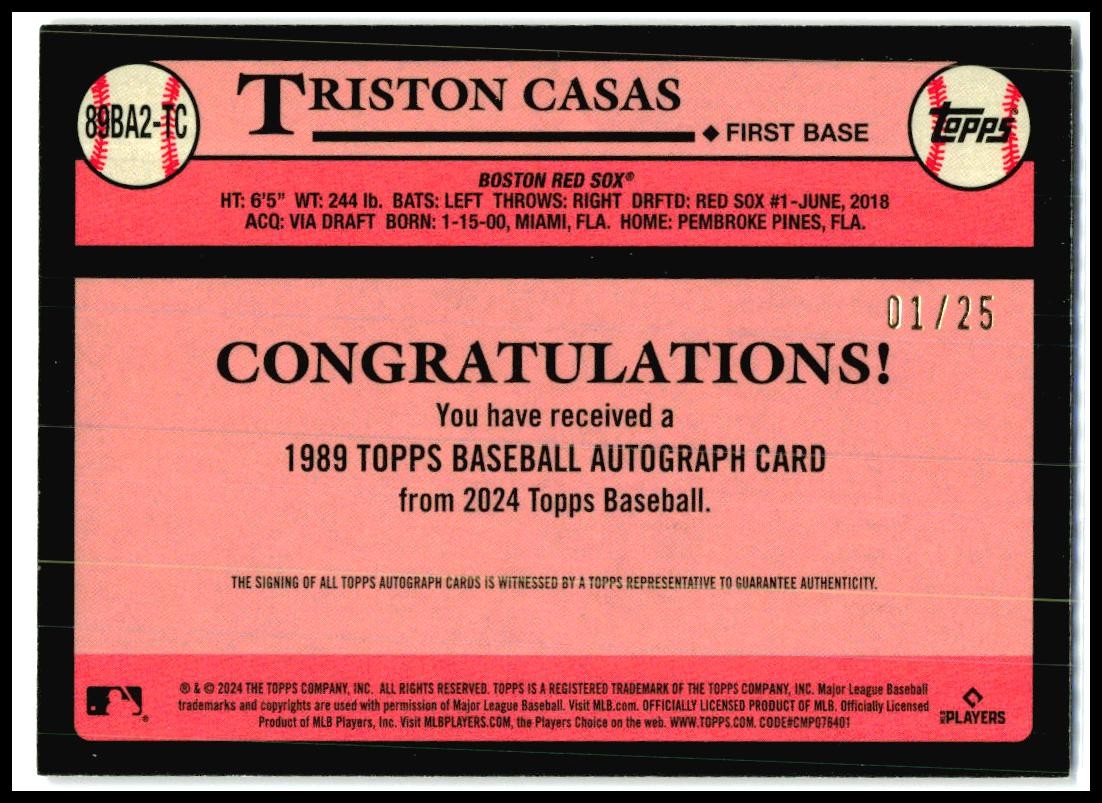 89BA2-TC
TRISTON CASAS
◆ FIRST BASE
TOPPS®
BOSTON RED SOX®
HT: 6'5" WT: 244 lb. BATS: LEFT THROWS: RIGHT DRFTD: RED SOX #1-JUNE, 2018
ACQ: VIA DRAFT BORN: 1-15-00, MIAMI, FLA. HOME: PEMBROKE PINES, FLA.
01/25
CONGRATULATIONS!
You have received a
1989 TOPPS BASEBALL AUTOGRAPH CARD
from 2024 Topps Baseball.
THE SIGNING OF ALL TOPPS AUTOGRAPH CARDS IS WITNESSED BY A TOPPS REPRESENTATIVE TO GUARANTEE AUTHENTICITY.
® & © 2024 THE TOPPS COMPANY, INC. ALL RIGHTS RESERVED. TOPPS IS A REGISTERED TRADEMARK OF THE TOPPS COMPANY, INC. Major League Baseball
trademarks and copyrights are used with permission of Major League Baseball. Visit MLB.com. OFFICIALLY LICENSED PRODUCT OF MLB. Officially Licensed
Product of MLB Players, Inc. Visit MLBPLAYERS.COM, the Players Choice on the web. WWW.TOPPS.COM. CODE#CMP076401
MLB PLAYERS